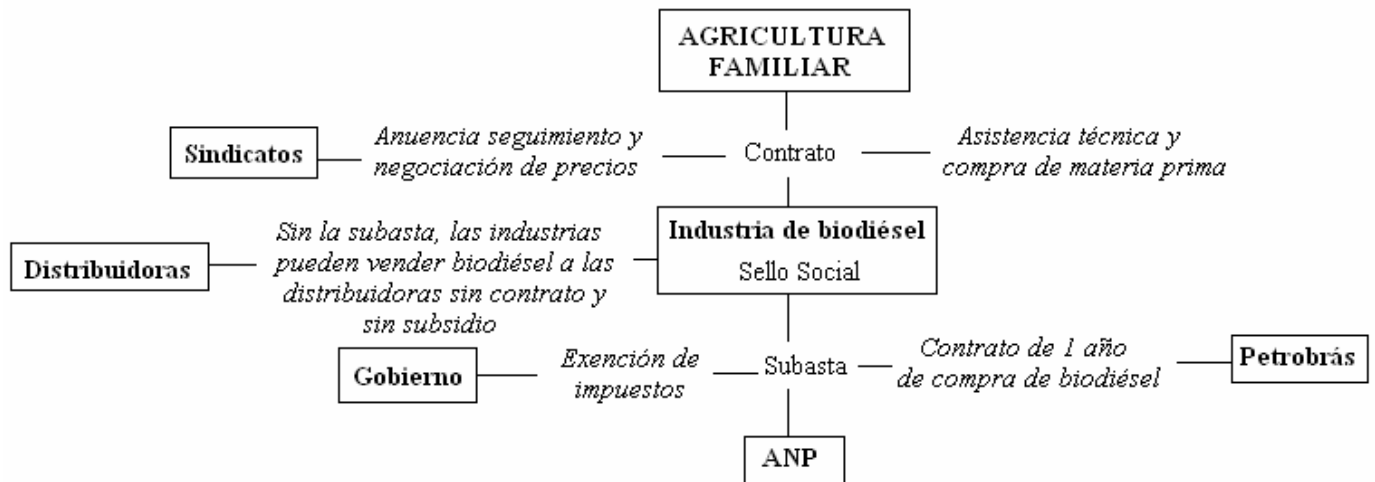 AGRICULTURA
FAMILIAR
Sindicatos
Anuencia seguimiento y
negociación de precios
Contrato
Asistencia técnica y
compra de materia prima
Distribuidoras
Sin la subasta, las industrias
pueden vender biodiésel a las
distribuidoras sin contrato y
sin subsidio
Industria de biodiésel
Sello Social
Gobierno
Exención de
impuestos
Subasta
Contrato de 1 año
de compra de biodiésel
Petrobrás
ANP